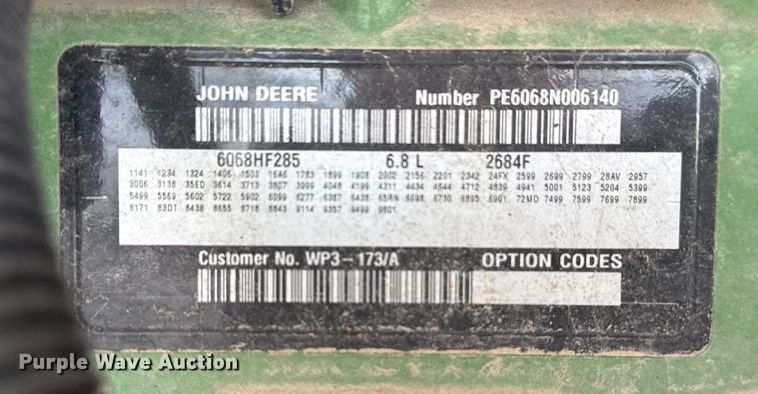 JOHN DEERE Number PE6068N006140
6068HF285 6.8 L 2684F
1141 1234 1324 1406 1503 16A6 1783 1899 1908 2002 2156 2201 2342 24FX 2599 2699 2799 28AV 2957
3006 3138 35ED 3614 3713 3807 3999 4048 4199 4311 4434 4644 4712 4839 4941 5001 5123 5204 5399
5499 5569 5602 5722 5902 6099 6277 6387 6438 65AN 6698 6730 6895 6901 72MD 7499 7599 7699 7899
8171 83DT 8438 8655 8718 8843 9114 9357 9499 9801
Customer No. WP3-173/A OPTION CODES
Purple Wave Auction